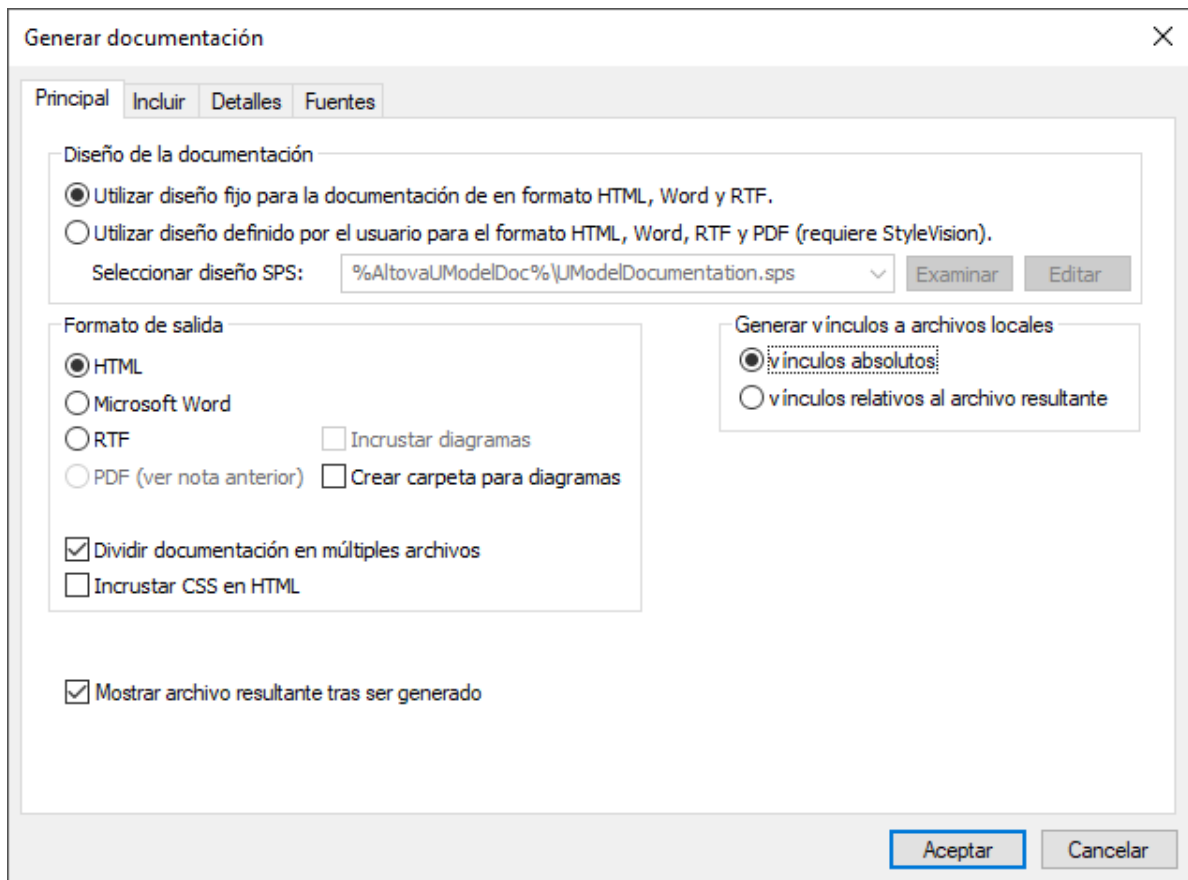 Generar documentación
Principal Incluir Detalles Fuentes
Diseño de la documentación
Utilizar diseño fijo para la documentación de en formato HTML, Word y RTF.
Utilizar diseño definido por el usuario para el formato HTML, Word, RTF y PDF (requiere StyleVision).
Seleccionar diseño SPS: %AltovaUModelDoc%\UModelDocumentation.sps Examinar Editar
Formato de salida
HTML
Microsoft Word
RTF
Incrustar diagramas
PDF (ver nota anterior)
Crear carpeta para diagramas
Dividir documentación en múltiples archivos
Incrustar CSS en HTML
Generar vínculos a archivos locales
vínculos absolutos
vínculos relativos al archivo resultante
Mostrar archivo resultante tras ser generado
Aceptar Cancelar